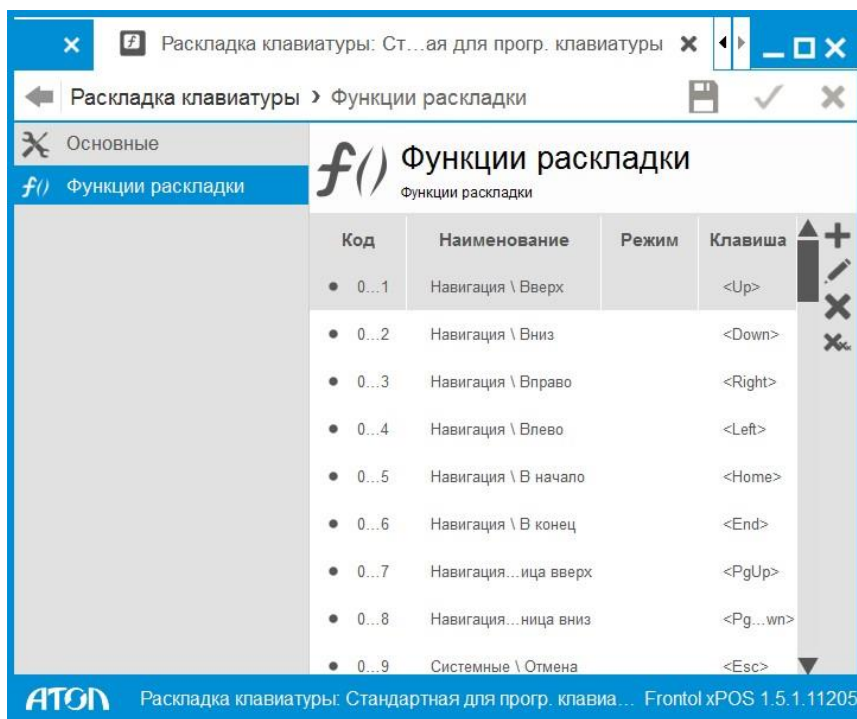 Раскладка клавиатуры: Ст…ая для прогр. клавиатуры
Раскладка клавиатуры › Функции раскладки
Основные
Функции раскладки
f() Функции раскладки
Функции раскладки
Код Наименование Режим Клавиша
0…1 Навигация \ Вверх <Up>
0…2 Навигация \ Вниз <Down>
0…3 Навигация \ Вправо <Right>
0…4 Навигация \ Влево <Left>
0…5 Навигация \ В начало <Home>
0…6 Навигация \ В конец <End>
0…7 Навигация…ица вверх <PgUp>
0…8 Навигация…ница вниз <Pg…wn>
0…9 Системные \ Отмена <Esc>
АТОЛ Раскладка клавиатуры: Стандартная для прогр. клавиа… Frontol xPOS 1.5.1.11205